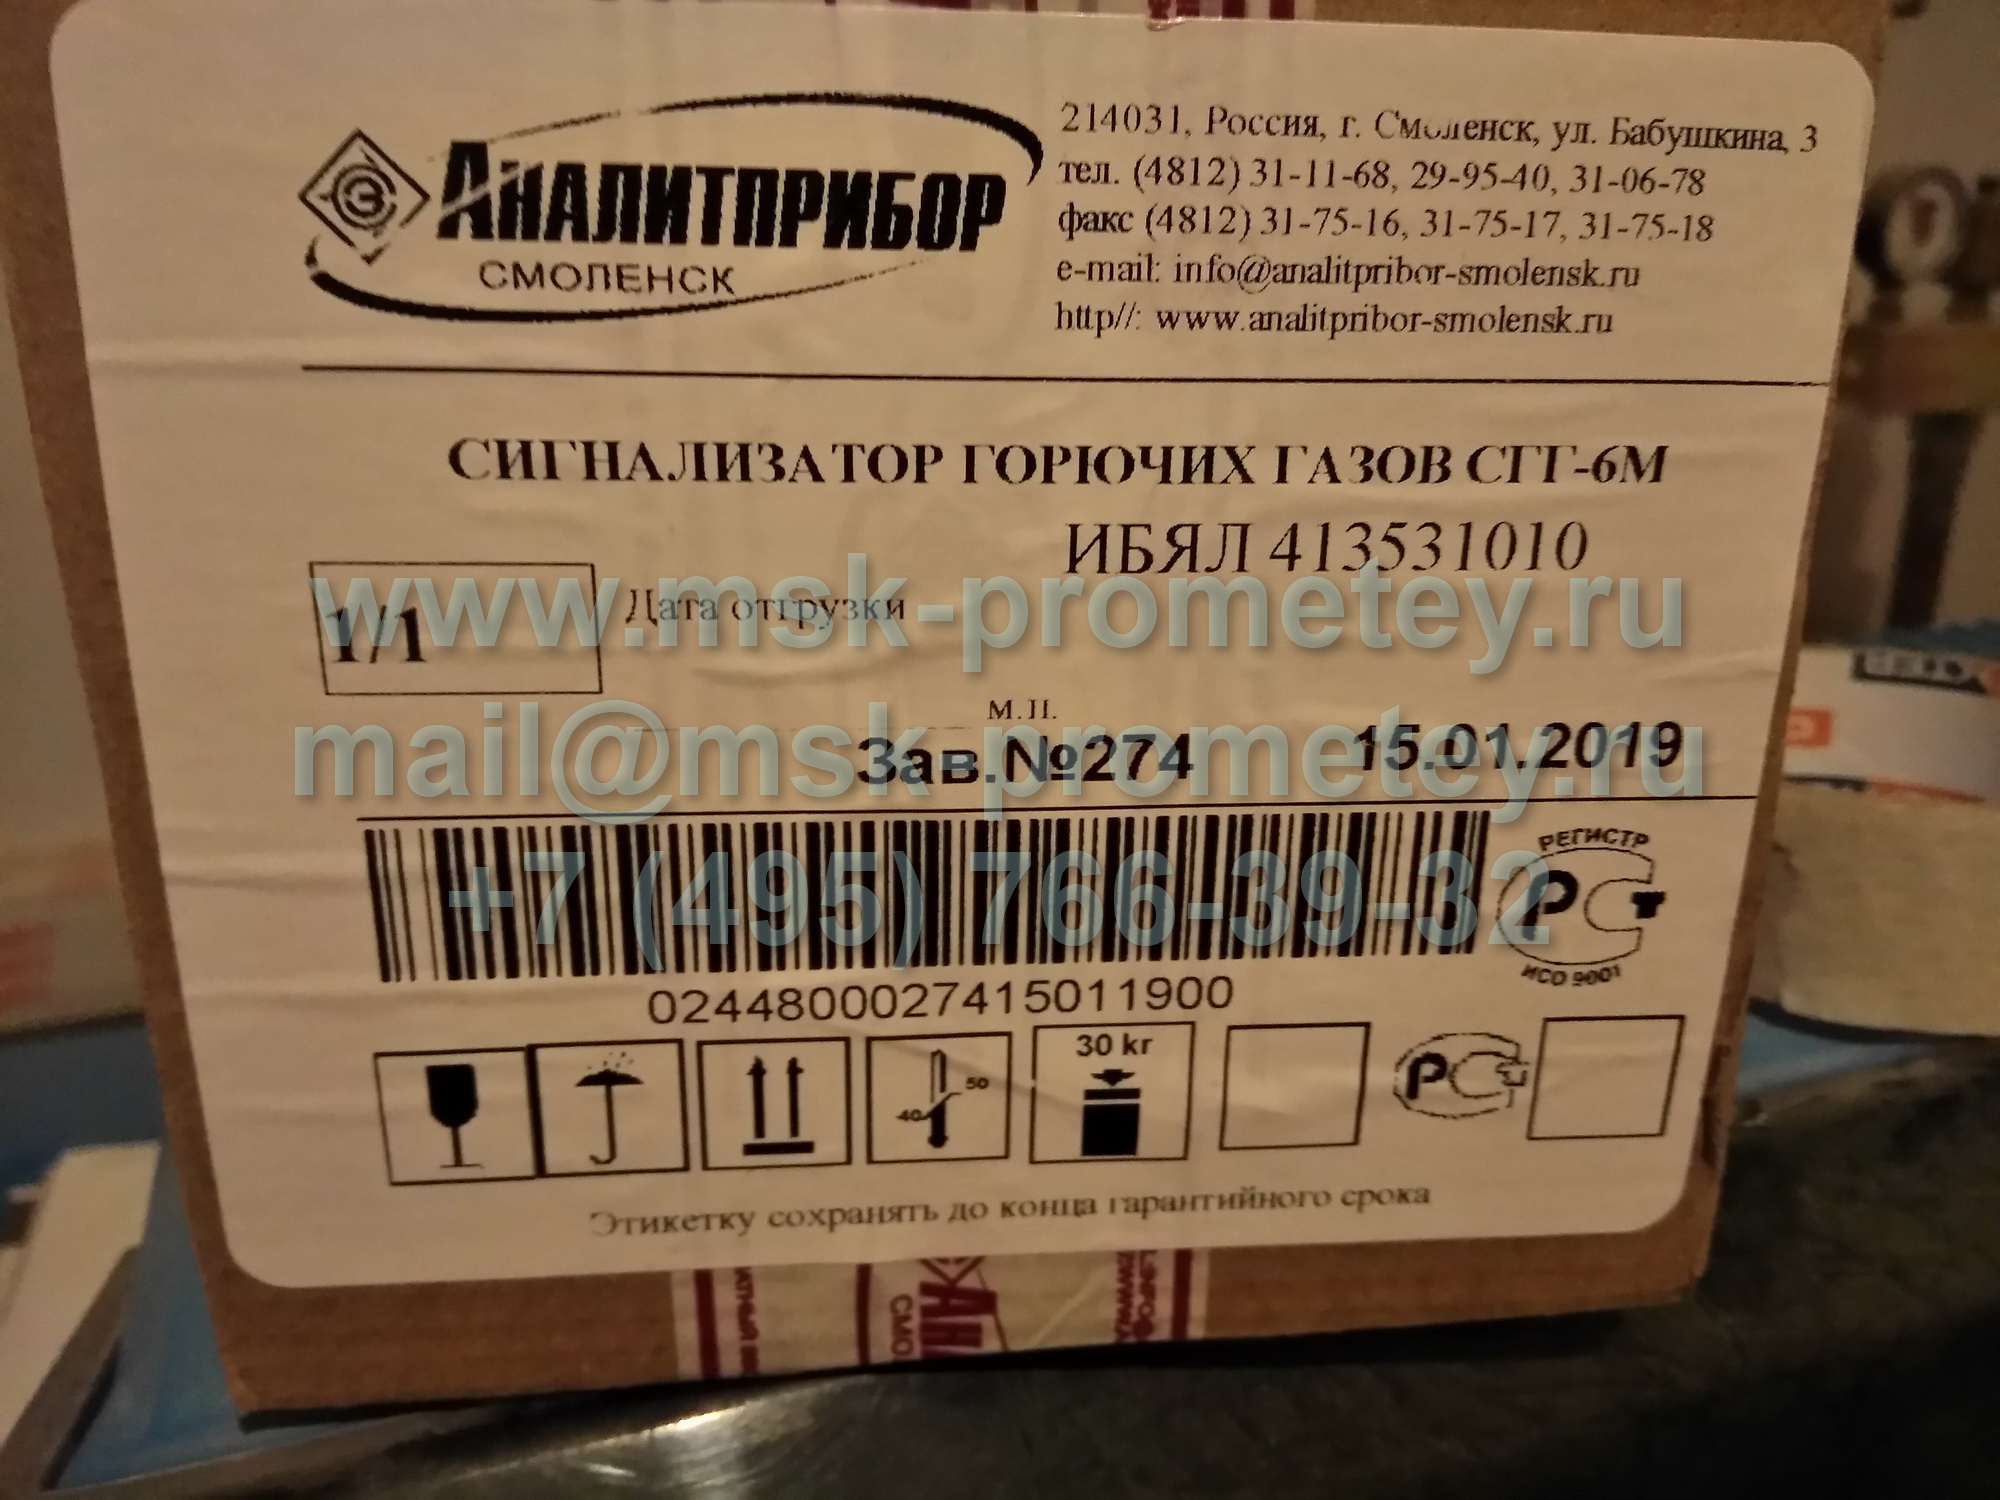 АНАЛИТПРИБОР
СМОЛЕНСК
214031, Россия, г. Смоленск, ул. Бабушкина, 3
тел. (4812) 31-11-68, 29-95-40, 31-06-78
факс (4812) 31-75-16, 31-75-17, 31-75-18
e-mail: info@analitpribor-smolensk.ru
http//: www.analitpribor-smolensk.ru
СИГНАЛИЗАТОР ГОРЮЧИХ ГАЗОВ СГГ-6М
ИБЯЛ 413531010
www.msk-prometey.ru
1/1
Дата отгрузки
М.П.
mail@msk-prometey.ru
Зав.№274
15.01.2019
+7 (495) 766-39-32
РЕГИСТР
РСТ
ИСО 9001
0244800027415011900
-40
50
30 kr
РСТ
Этикетку сохранять до конца гарантийного срока